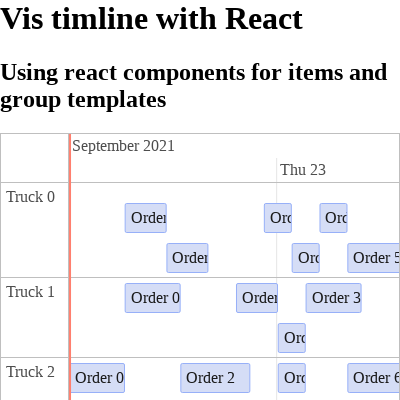 Vis timline with React
Using react components for items and
group templates
September 2021
Thu 23
Truck 0
Order
Orc
Orc
Order
Orc
Order 5
Truck 1
Order 0
Order
Order 3
Orc
Truck 2
Order 0
Order 2
Orc
Order 6